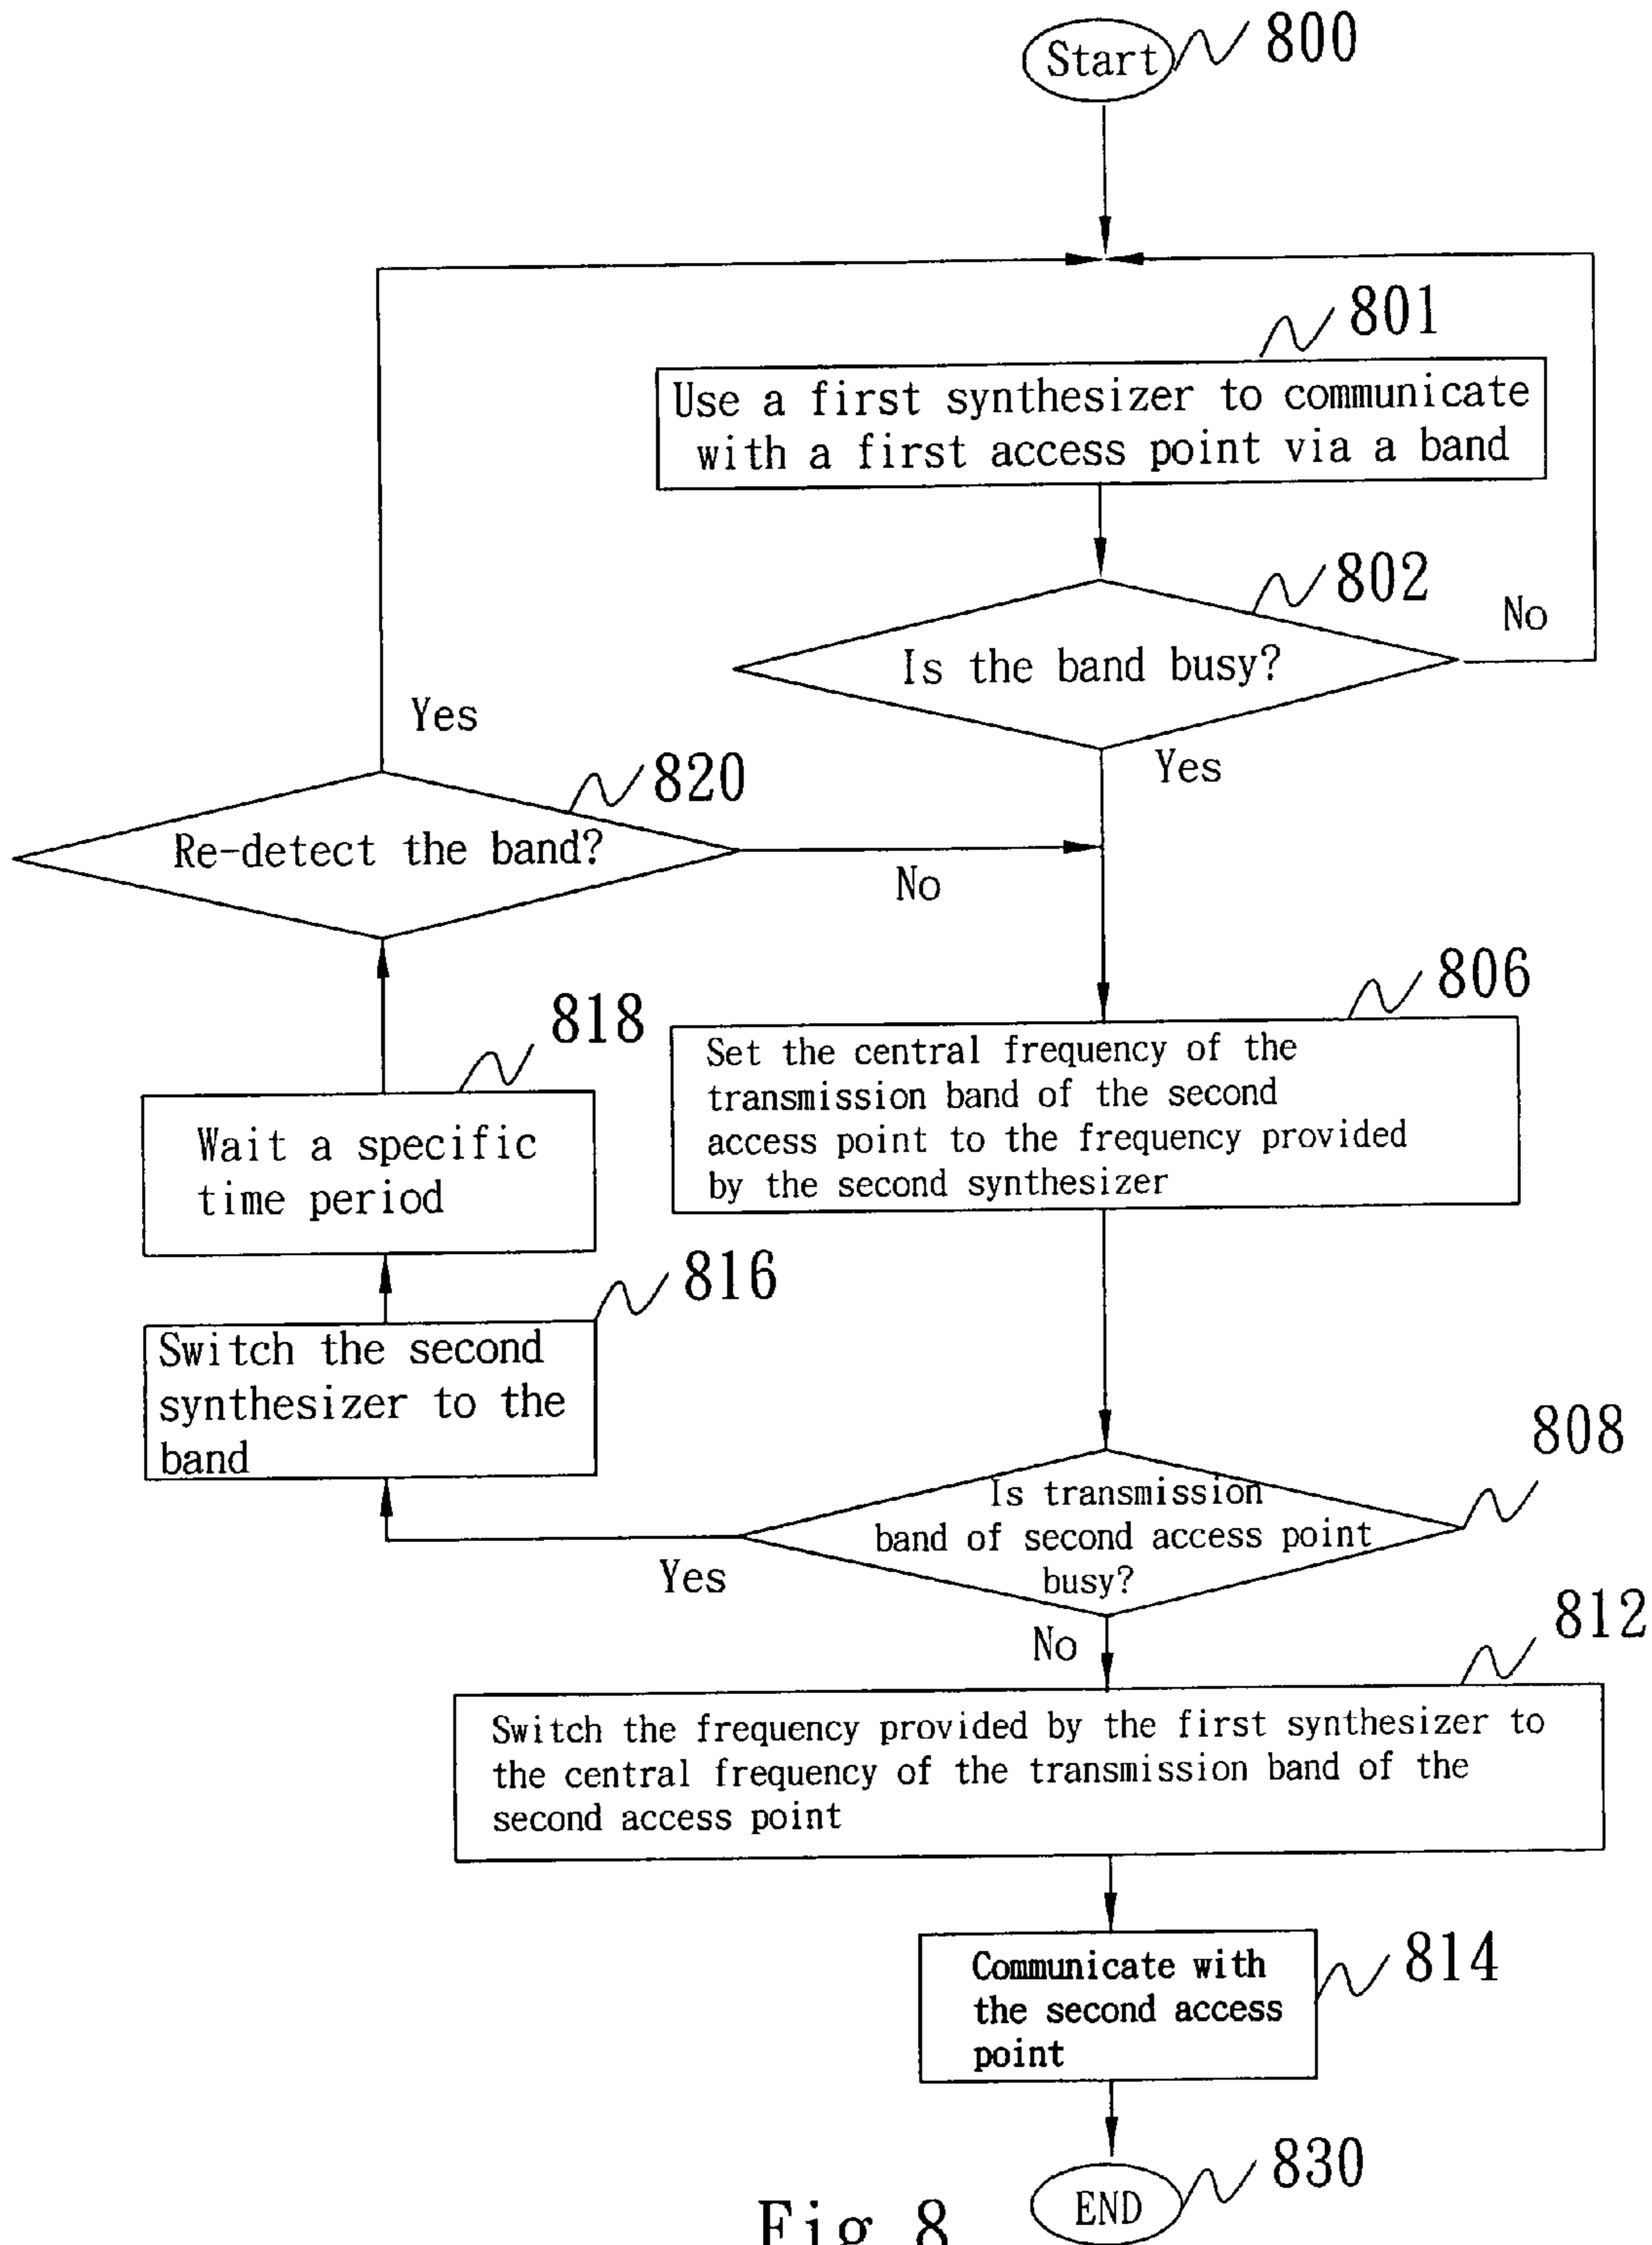 Start
800
801
Use a first synthesizer to communicate
with a first access point via a band
802
No
Is the band busy?
Yes
Yes
820
Re-detect the band?
No
806
818
Set the central frequency of the
transmission band of the second
access point to the frequency provided
by the second synthesizer
Wait a specific
time period
816
Switch the second
synthesizer to the
band
808
Is transmission
band of second access point
busy?
Yes
No
812
Switch the frequency provided by the first synthesizer to
the central frequency of the transmission band of the
second access point
Communicate with
the second access
point
814
830
END
Fig 8